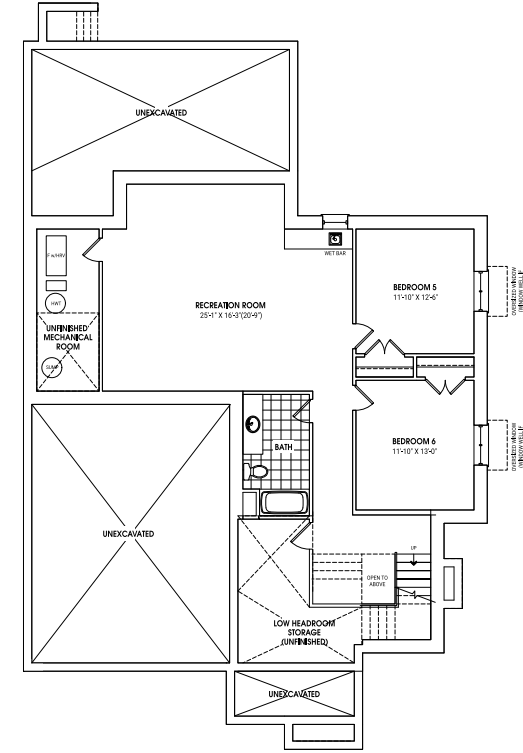 UNEXCAVATED
WET BAR
F w/HRV
HWT
UNFINISHED
MECHANICAL
ROOM
SUMP
RECREATION ROOM
25'-1" X 16'-3"(20'-9")
BEDROOM 5
11'-10" X 12'-6"
OVERSIZED WINDOW
(WINDOW WELL IF
BEDROOM 6
11'-10" X 13'-0"
OVERSIZED WINDOW
(WINDOW WELL IF
BATH
UNEXCAVATED
UP
OPEN TO
ABOVE
LOW HEADROOM
STORAGE
(UNFINISHED)
UNEXCAVATED